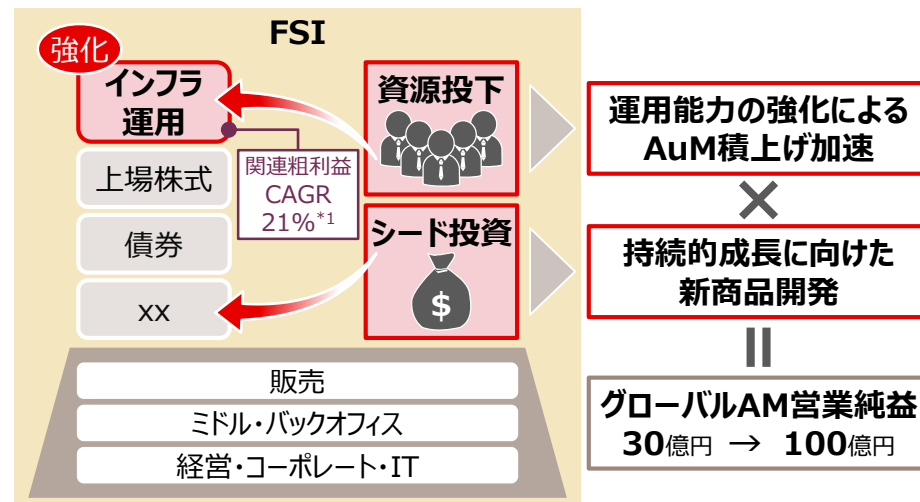 FSI
強化
インフラ
運用
上場株式
債券
xx
関連粗利益
CAGR
21%*1
資源投下
シード投資
$
販売
ミドル・バックオフィス
経営・コーポレート・IT
運用能力の強化による
AuM積上げ加速
×
持続的成長に向けた
新商品開発
=
グローバルAM営業純益
30億円 → 100億円